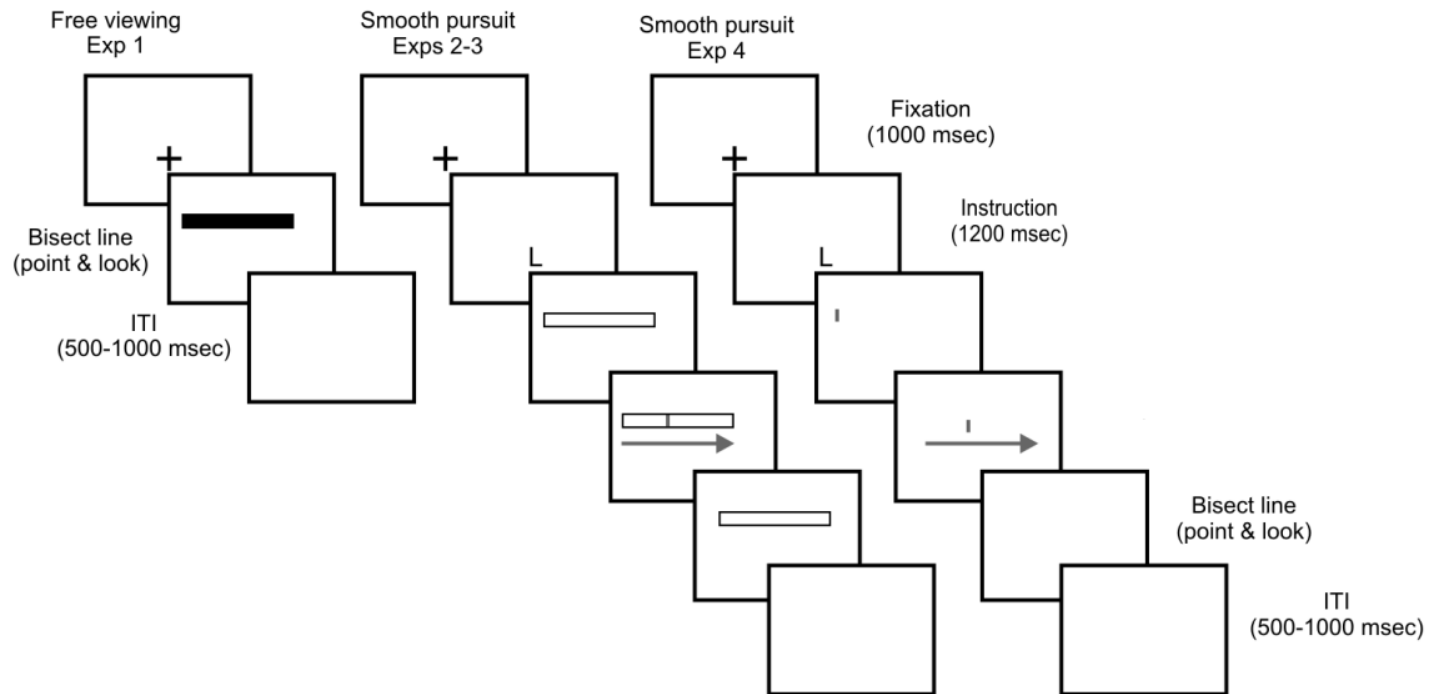 Free viewing
Exp 1
Smooth pursuit
Exps 2-3
Smooth pursuit
Exp 4
Fixation
(1000 msec)
Instruction
(1200 msec)
Bisect line
(point & look)
L
L
ITI
(500-1000 msec)
Bisect line
(point & look)
ITI
(500-1000 msec)